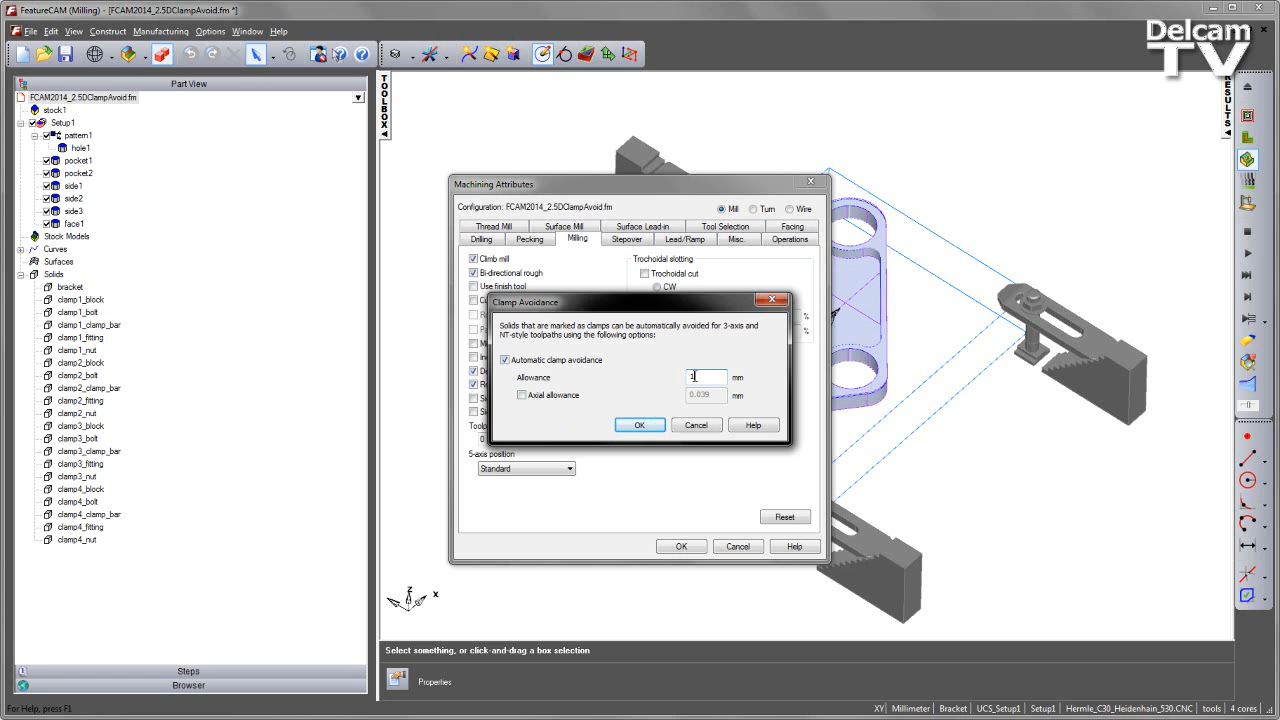 FeatureCAM (Milling) - [FCAM2014_2.5DClampAvoid.fm *]
File Edit View Construct Manufacturing Options Window Help
Delcam
TV
Part View
FCAM2014_2.5DClampAvoid.fm
stock1
Setup1
pattern1
hole1
pocket1
pocket2
side1
side2
side3
face1
Stock Models
Curves
Surfaces
Solids
bracket
clamp1_block
clamp1_bolt
clamp1_clamp_bar
clamp1_fitting
clamp1_nut
clamp2_block
clamp2_bolt
clamp2_clamp_bar
clamp2_fitting
clamp2_nut
clamp3_block
clamp3_bolt
clamp3_clamp_bar
clamp3_fitting
clamp3_nut
clamp4_block
clamp4_bolt
clamp4_clamp_bar
clamp4_fitting
clamp4_nut
Steps
Browser
TOOLBOX
RESULTS
Machining Attributes
Configuration: FCAM2014_2.5DClampAvoid.fm
Mill Turn Wire
Thread Mill Surface Mill Surface Lead-in Tool Selection Facing
Drilling Pecking Milling Stepover Lead/Ramp Misc. Operations
Climb mill
Bi-directional rough
Use finish tool
Trochoidal slotting
Trochoidal cut
CW
%
%
Clamp Avoidance
Solids that are marked as clamps can be automatically avoided for 3-axis and
NT-style toolpaths using the following options:
Automatic clamp avoidance
Allowance 1 mm
Axial allowance 0.039 mm
OK Cancel Help
Toolp
0
5-axis position
Standard
Reset
OK Cancel Help
Z
X
Select something, or click-and-drag a box selection
Properties
For Help, press F1
XY Millimeter Bracket UCS_Setup1 Setup1 Hermle_C30_Heidenhain_530.CNC tools 4 cores